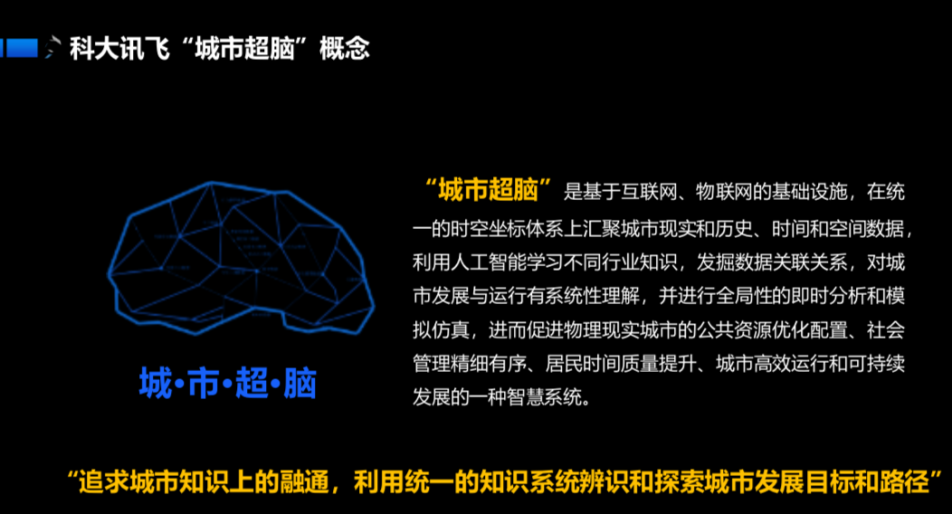 科大讯飞“城市超脑”概念
“城市超脑”是基于互联网、物联网的基础设施，在统
一的时空坐标体系上汇聚城市现实和历史、时间和空间数据，
利用人工智能学习不同行业知识，发掘数据关联关系，对城
市发展与运行有系统性理解，并进行全局性的即时分析和模
拟仿真，进而促进物理现实城市的公共资源优化配置、社会
管理精细有序、居民时间质量提升、城市高效运行和可持续
发展的一种智慧系统。
城·市·超·脑
“追求城市知识上的融通，利用统一的知识系统辨识和探索城市发展目标和路径”